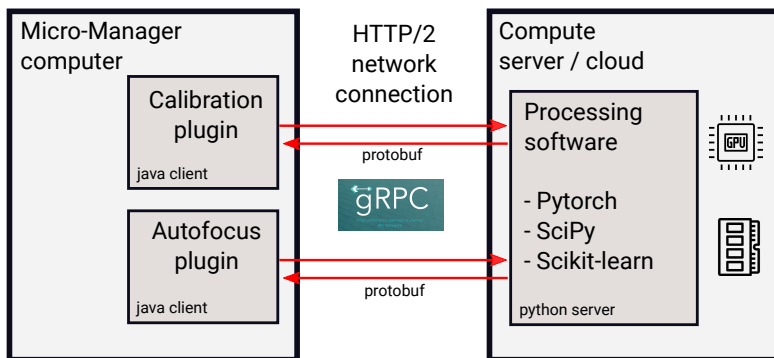 Micro-Manager
computer
Calibration
plugin
java client
Autofocus
plugin
java client
HTTP/2
network
connection
protobuf
gRPC
protobuf
Compute
server / cloud
Processing
software
- Pytorch
- SciPy
- Scikit-learn
python server
GPU